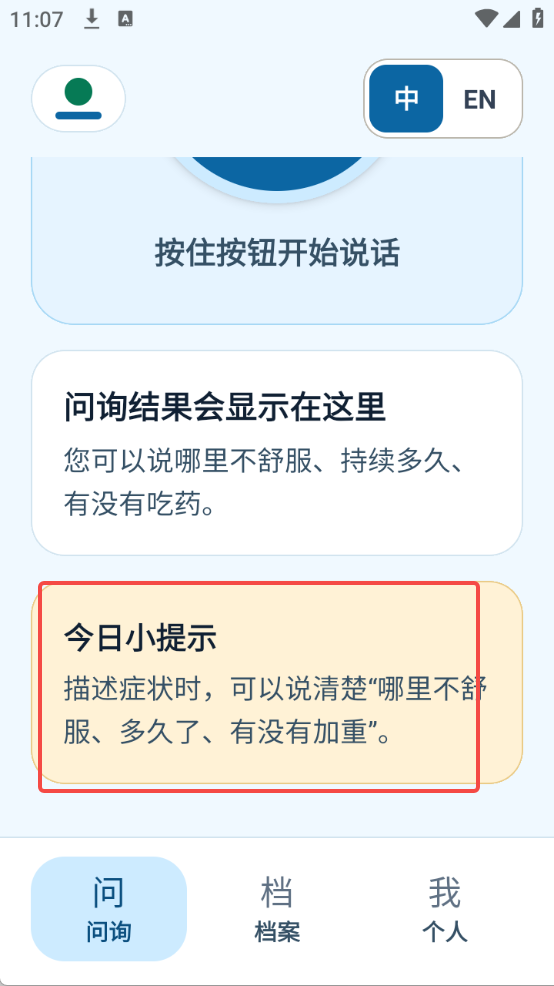 11:07
A
中 EN
按住按钮开始说话
问询结果会显示在这里
您可以说哪里不舒服、持续多久、
有没有吃药。
今日小提示
描述症状时，可以说清楚“哪里不舒
服、多久了、有没有加重”。
问 档 我
问询 档案 个人